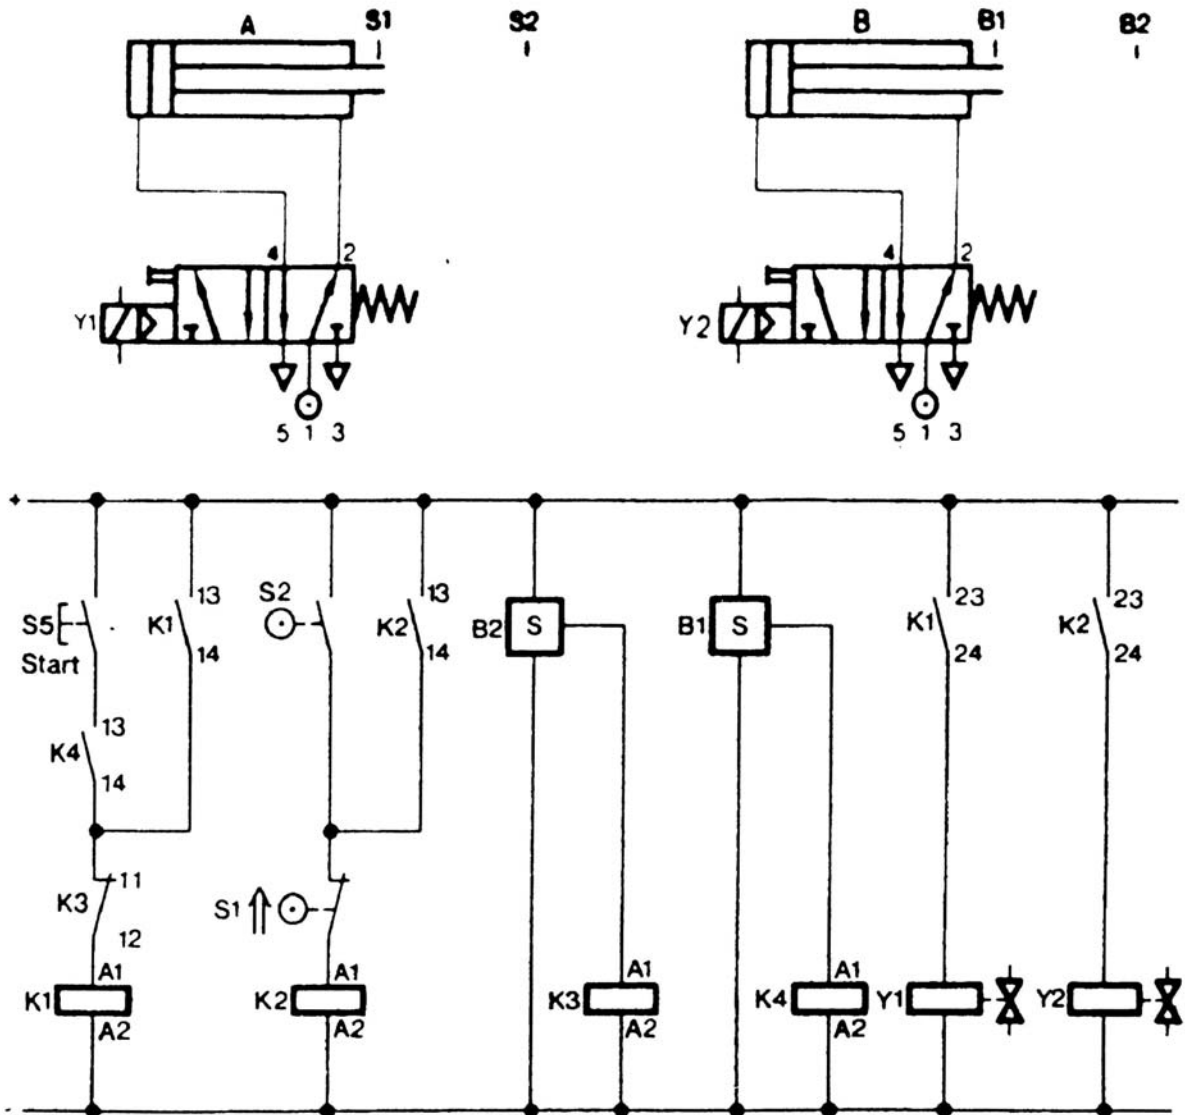 A S1 S2 B B1 B2
4 2 4 2
Y1 Y2
5 1 3 5 1 3
+
13 S2 13 23 23
S5 K1 K2 B2 S B1 S K1 K2
Start 14 14 24 24
13
K4
14
11
K3 S1
12
A1 A1 A1 A1
K1 K2 K3 K4 Y1 Y2
A2 A2 A2 A2
-